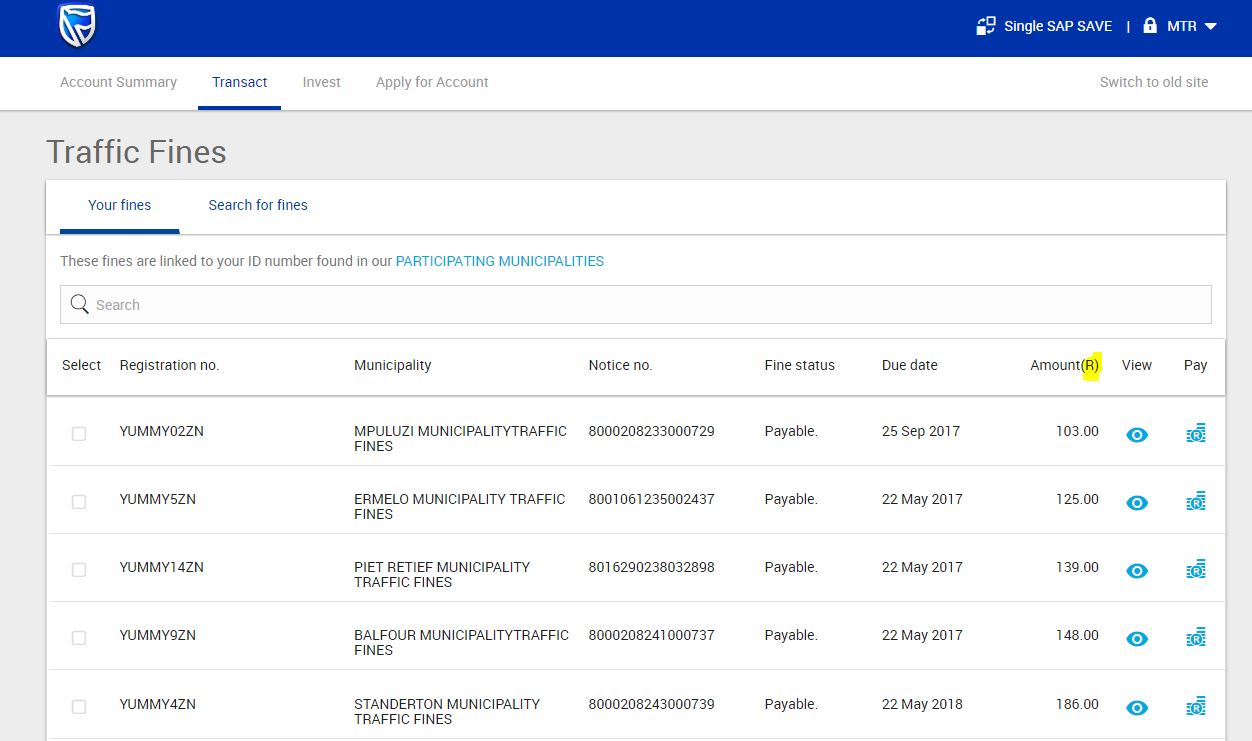 Single SAP SAVE | MTR
Account Summary Transact Invest Apply for Account Switch to old site
Traffic Fines
Your fines Search for fines
These fines are linked to your ID number found in our PARTICIPATING MUNICIPALITIES
Search
Select Registration no. Municipality Notice no. Fine status Due date Amount(R) View Pay
YUMMY02ZN MPULUZI MUNICIPALITYTRAFFIC 8000208233000729 Payable. 25 Sep 2017 103.00
FINES
YUMMY5ZN ERMELO MUNICIPALITY TRAFFIC 8001061235002437 Payable. 22 May 2017 125.00
FINES
YUMMY14ZN PIET RETIEF MUNICIPALITY 8016290238032898 Payable. 22 May 2017 139.00
TRAFFIC FINES
YUMMY9ZN BALFOUR MUNICIPALITYTRAFFIC 8000208241000737 Payable. 22 May 2017 148.00
FINES
YUMMY4ZN STANDERTON MUNICIPALITY 8000208243000739 Payable. 22 May 2018 186.00
TRAFFIC FINES